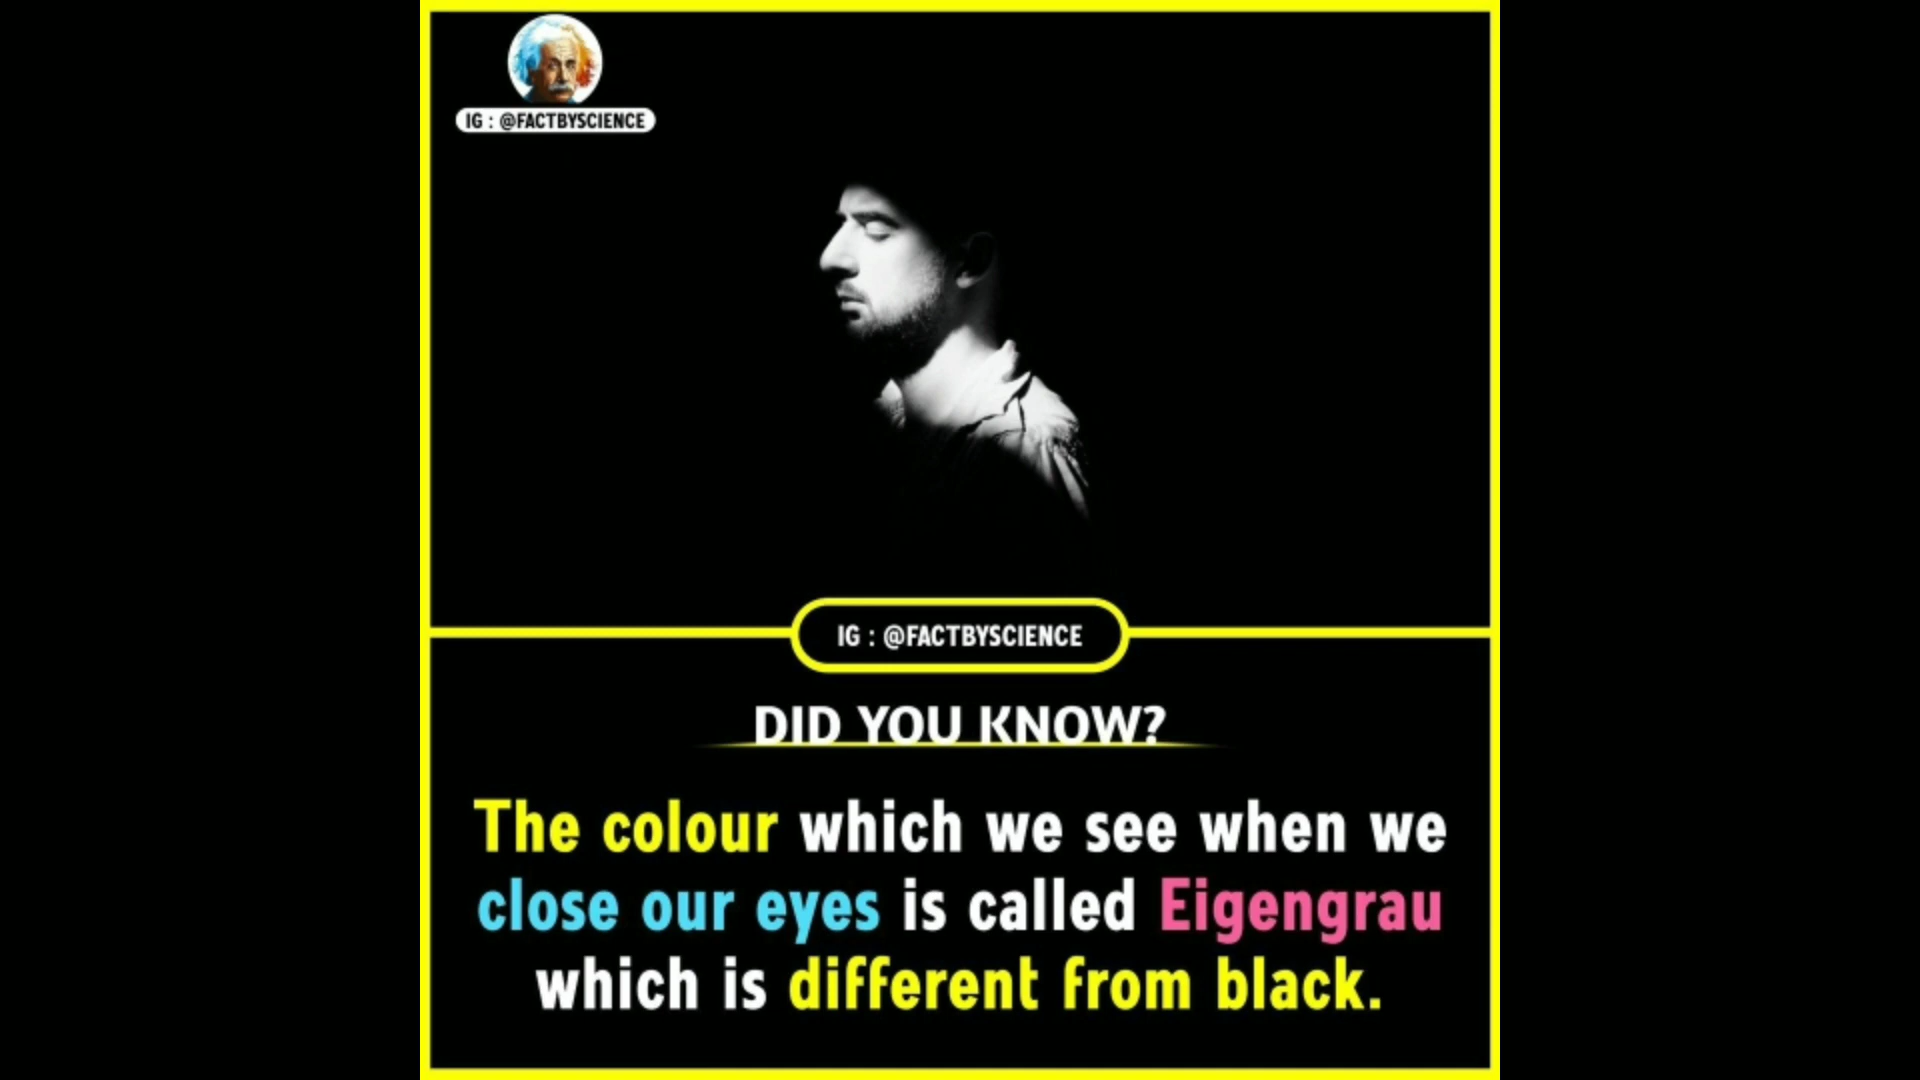 IG : @FACTBYSCIENCE
IG : @FACTBYSCIENCE
DID YOU KNOW?
The colour which we see when we
close our eyes is called Eigengrau
which is different from black.